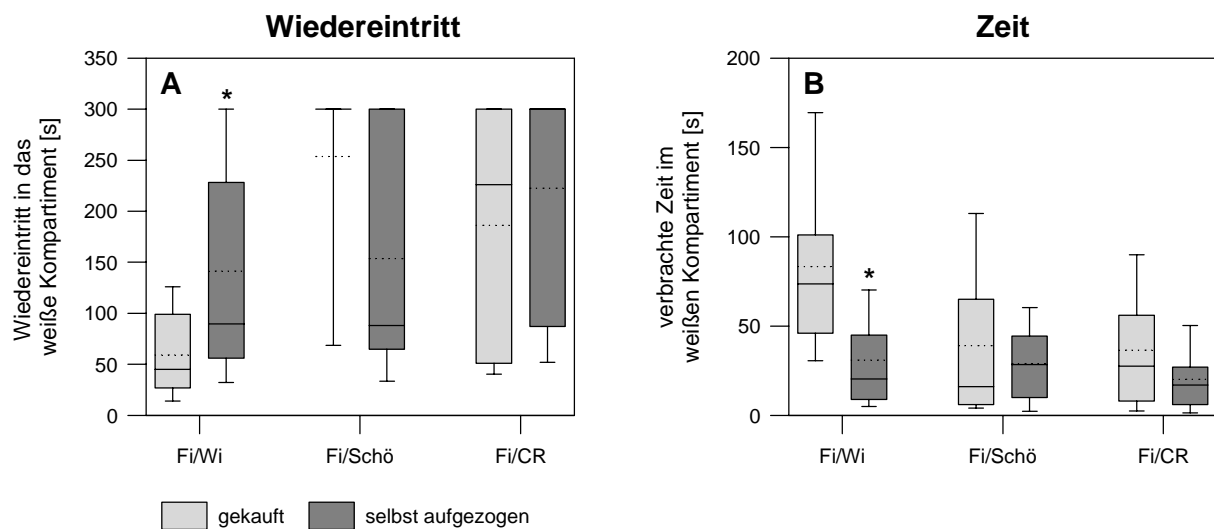 Wiedereintritt
Zeit
A
*
350
300
250
200
150
100
50
0
Wiedereintritt in das
weiße Kompartiment [s]
Fi/Wi
Fi/Schö
Fi/CR
B
*
200
150
100
50
0
verbrachte Zeit im
weißen Kompartiment [s]
Fi/Wi
Fi/Schö
Fi/CR
gekauft
selbst aufgezogen